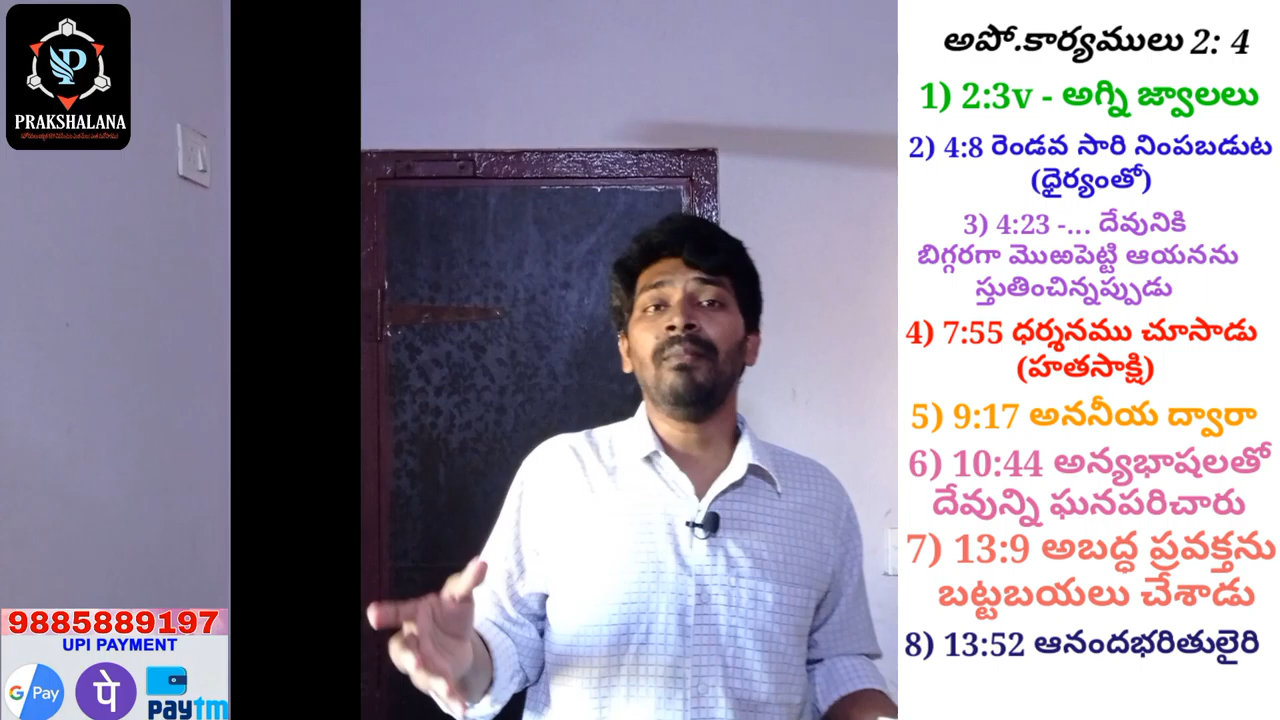 PRAKSHALANA
అపో.కార్యములు 2: 4
1) 2:3v - అగ్ని జ్వాలలు
2) 4:8 రెండవ సారి నింపబడుట
(ధైర్యంతో)
3) 4:23 -... దేవునికి
బిగ్గరగా మొఱపెట్టి ఆయనను
స్తుతించిన్నప్పుడు
4) 7:55 ధర్శనము చూసాడు
(హతసాక్షి)
5) 9:17 అననీయ ద్వారా
6) 10:44 అన్యభాషలతో
దేవున్ని ఘనపరిచారు
7) 13:9 అబద్ధ ప్రవక్తను
బట్టబయలు చేశాడు
8) 13:52 ఆనందభరితులైరి
9885889197
UPI PAYMENT
G Pay
पे
paytm